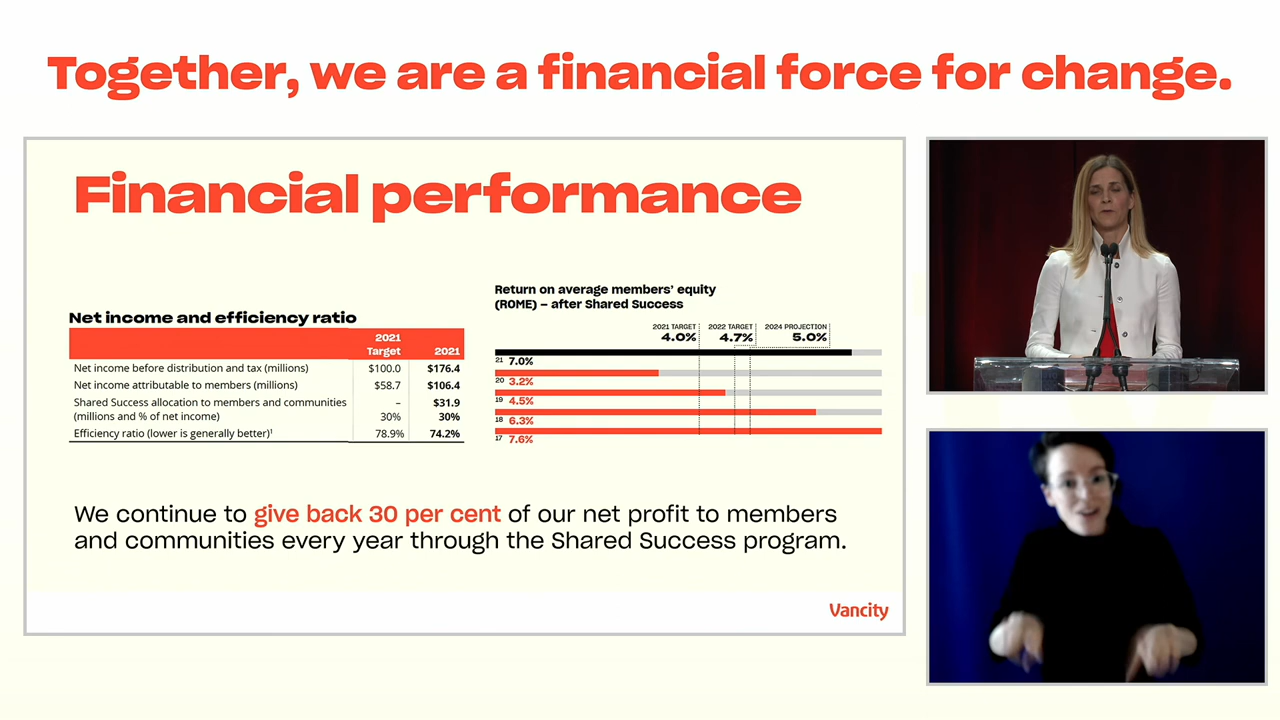 Together, we are a financial force for change.
Financial performance
Net income and efficiency ratio
2021
Target 2021
Net income before distribution and tax (millions) $100.0 $176.4
Net income attributable to members (millions) $58.7 $106.4
Shared Success allocation to members and communities – $31.9
(millions and % of net income) 30% 30%
Efficiency ratio (lower is generally better)¹ 78.9% 74.2%
Return on average members’ equity
(ROME) – after Shared Success
2021 TARGET 2022 TARGET 2024 PROJECTION
4.0% 4.7% 5.0%
21 7.0%
20 3.2%
19 4.5%
18 6.3%
17 7.6%
We continue to give back 30 per cent of our net profit to members
and communities every year through the Shared Success program.
Vancity